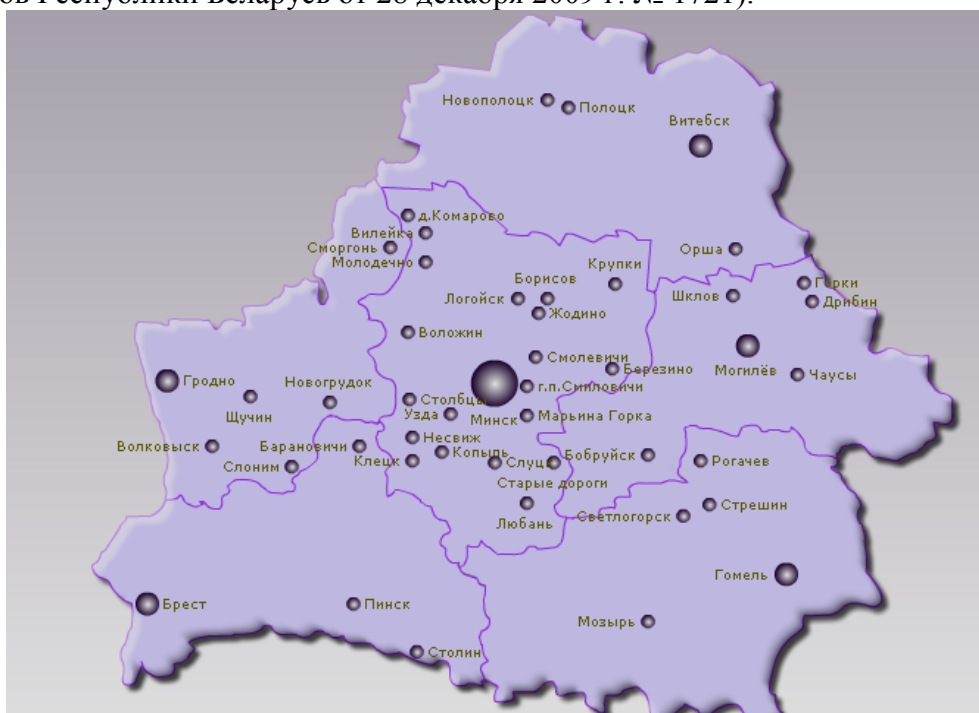 ов Республики Беларусь от 28 декабря 2009 г. № 1721).
Новополоцк
Полоцк
Витебск
д.Комарово
Вилейка
Сморгонь
Молодечно
Орша
Крупки
Борисов
Горки
Логойск
Шклов
Дрибин
Жодино
Воложин
Смолевичи
Березино
Могилёв
Чаусы
Гродно
Новогрудок
г.п.Смиловичи
Столбцы
Щучин
Узда
Минск
Марьина Горка
Несвиж
Волковыск
Барановичи
Копыль
Бобруйск
Клецк
Слуцк
Рогачев
Слоним
Старые дороги
Стрешин
Светлогорск
Любань
Гомель
Брест
Пинск
Мозырь
Столин